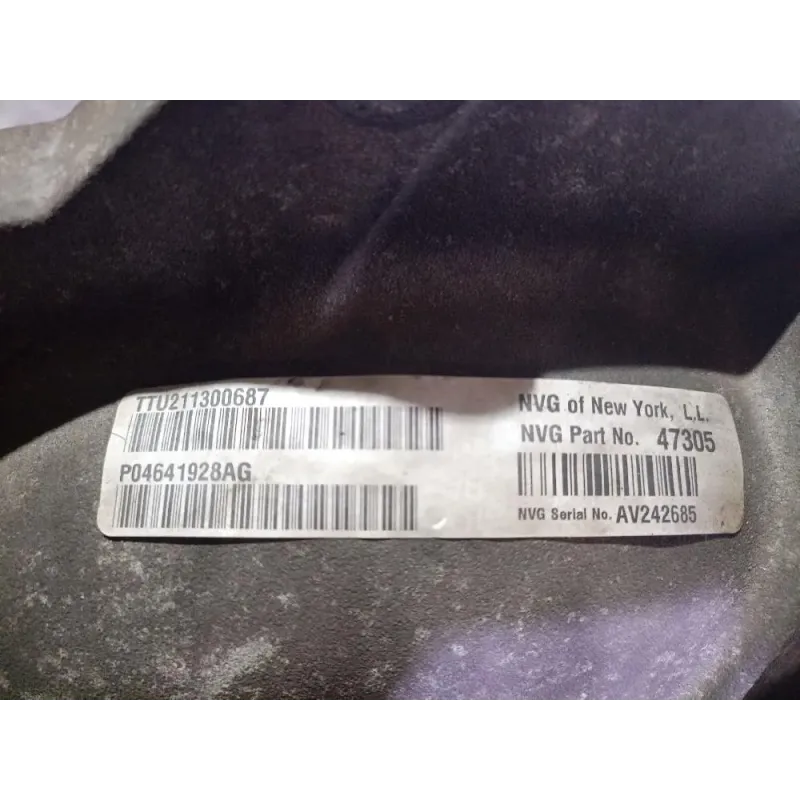 TTU211300687
P04641928AG
NVG of New York, L.L.
NVG Part No. 47305
NVG Serial No. AV242685